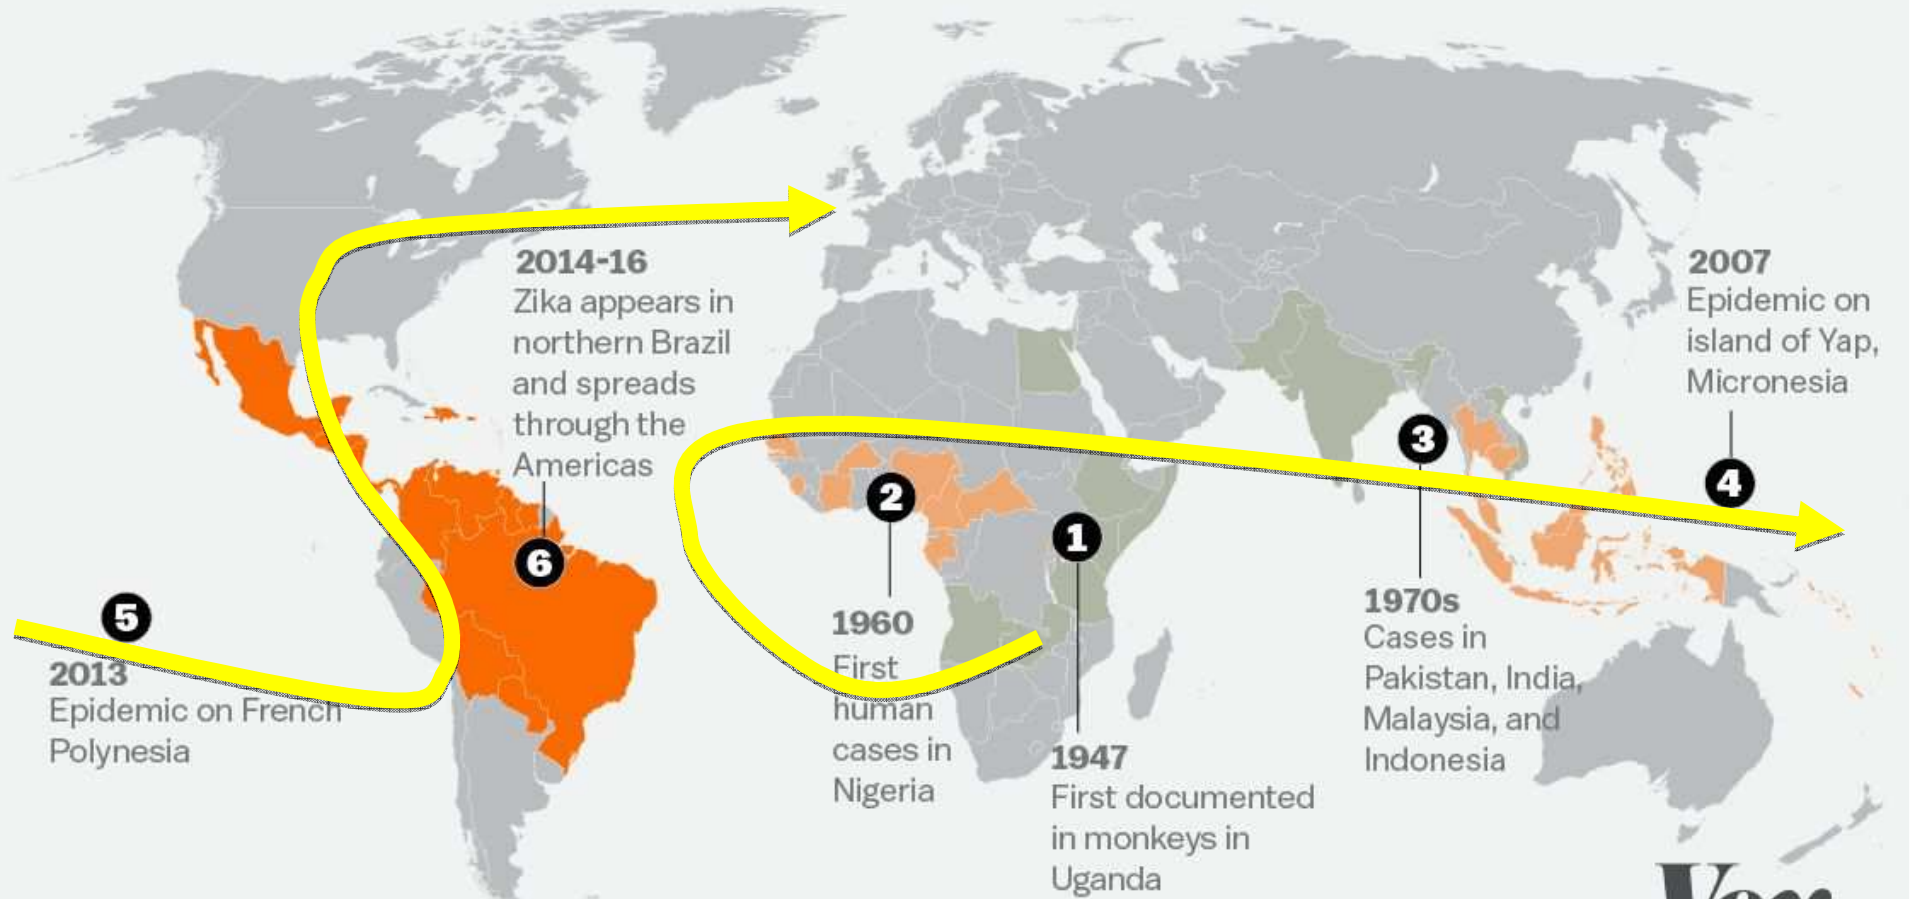 1
1947
First documented
in monkeys in
Uganda
2
1960
First
human
cases in
Nigeria
3
1970s
Cases in
Pakistan, India,
Malaysia, and
Indonesia
4
2007
Epidemic on
island of Yap,
Micronesia
5
2013
Epidemic on French
Polynesia
6
2014-16
Zika appears in
northern Brazil
and spreads
through the
Americas
Vox